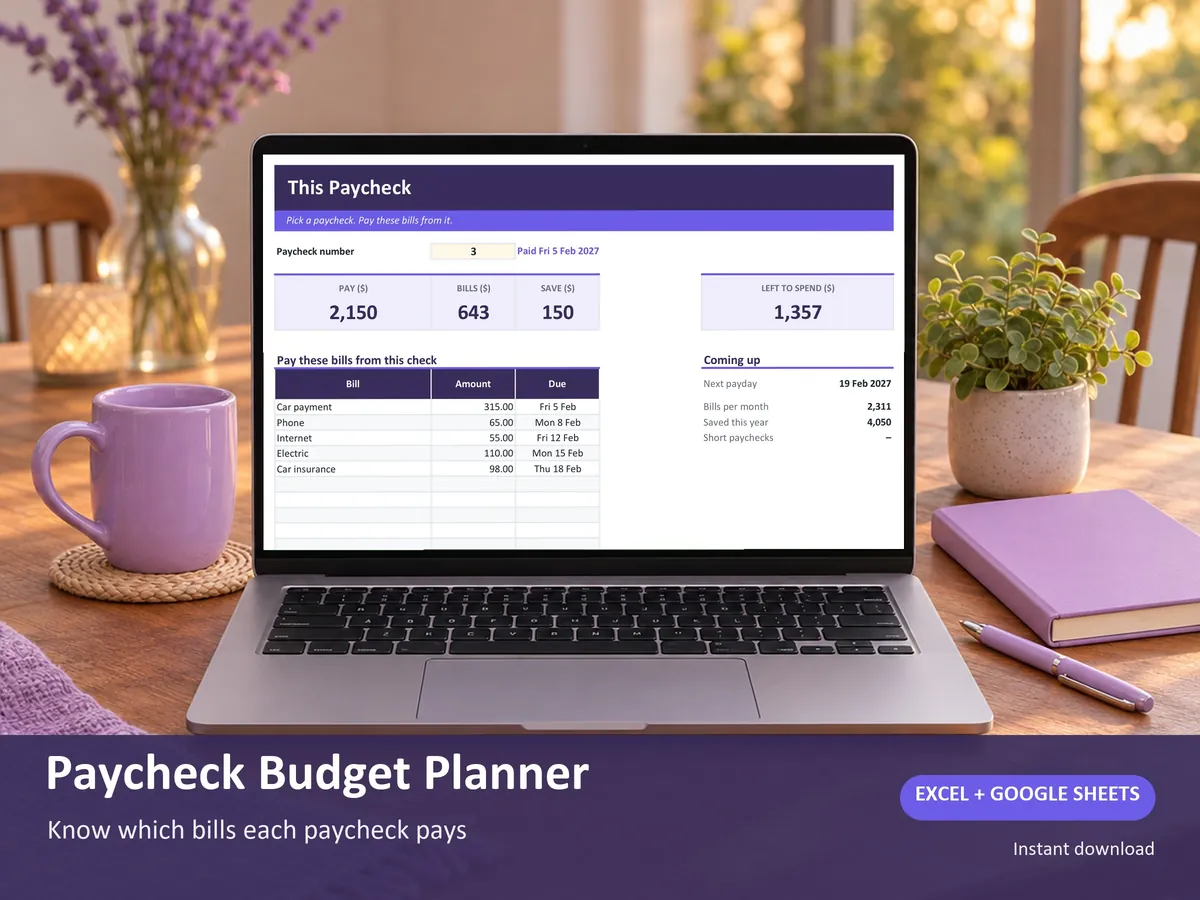 This Paycheck
Pick a paycheck. Pay these bills from it.
Paycheck number 3 Paid Fri 5 Feb 2027
PAY ($) BILLS ($) SAVE ($) LEFT TO SPEND ($)
2,150 643 150 1,357
Pay these bills from this check
Bill Amount Due
Car payment 315.00 Fri 5 Feb
Phone 65.00 Mon 8 Feb
Internet 55.00 Fri 12 Feb
Electric 110.00 Mon 15 Feb
Car insurance 98.00 Thu 18 Feb
Coming up
Next payday 19 Feb 2027
Bills per month 2,311
Saved this year 4,050
Short paychecks –
Paycheck Budget Planner
Know which bills each paycheck pays
EXCEL + GOOGLE SHEETS
Instant download